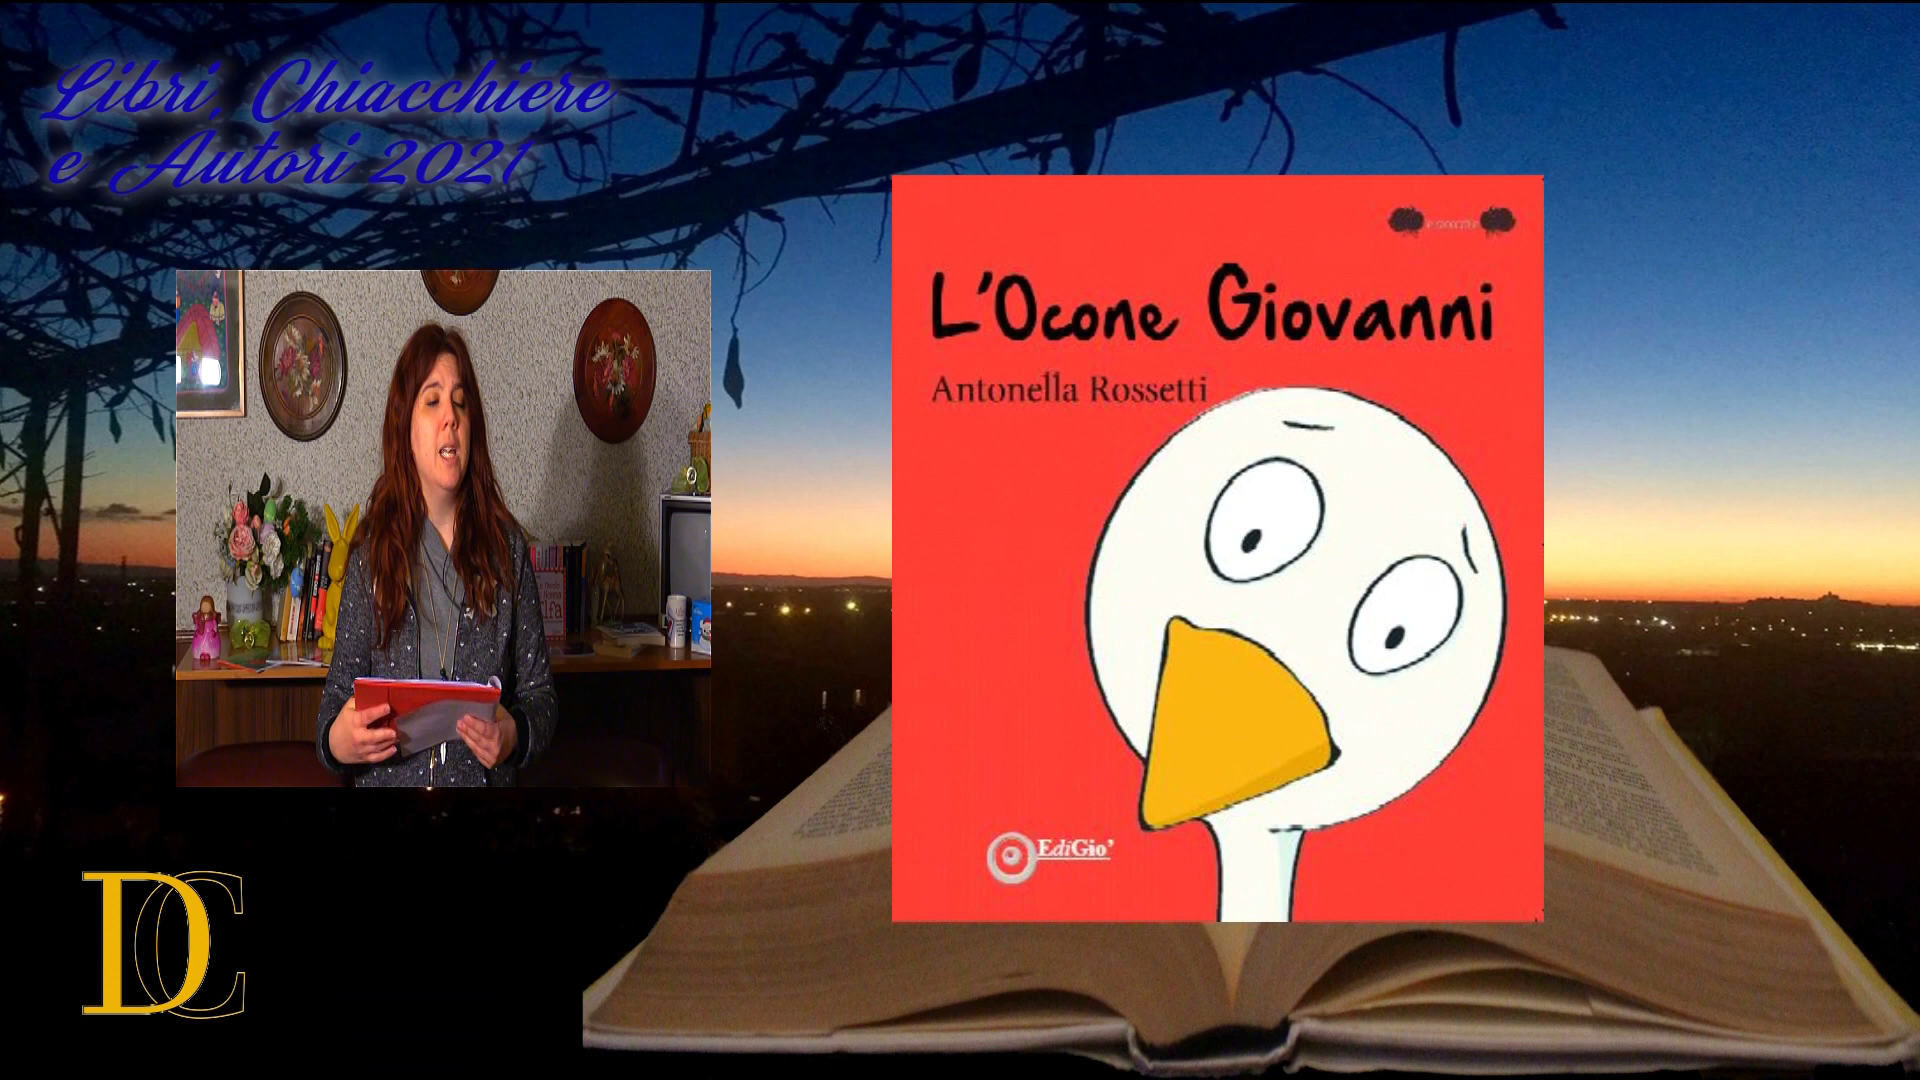 Libri, Chiacchiere
e Autori 2021
L'Ocone Giovanni
Antonella Rossetti
EdiGio'
DC